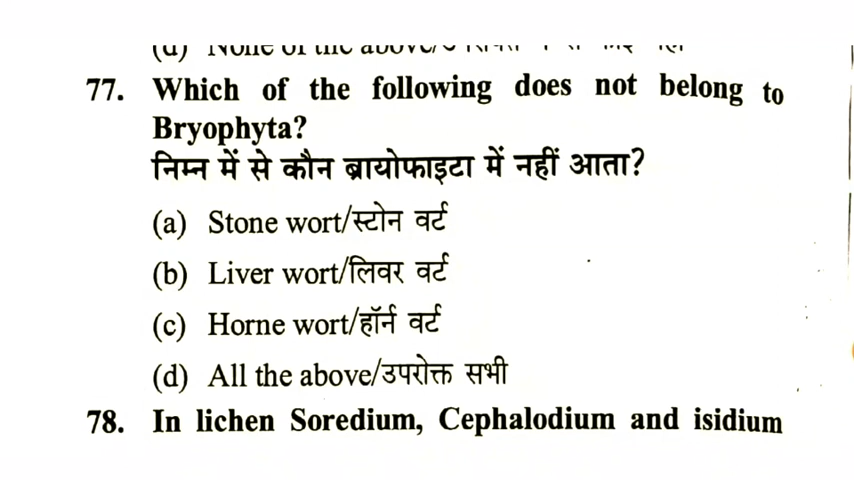 77. Which of the following does not belong to
Bryophyta?
निम्न में से कौन ब्रायोफाइटा में नहीं आता?
(a) Stone wort/स्टोन वर्ट
(b) Liver wort/लिवर वर्ट
(c) Horne wort/हॉर्न वर्ट
(d) All the above/उपरोक्त सभी
78. In lichen Soredium, Cephalodium and isidium